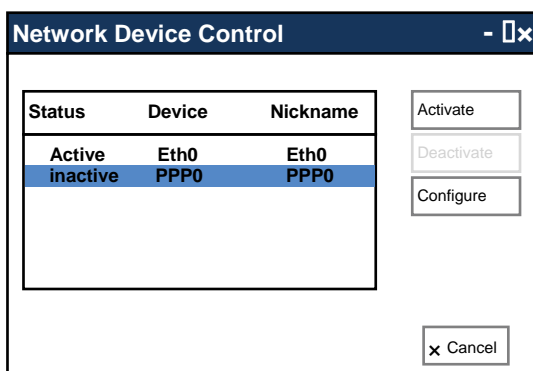 Network Device Control
Status Device Nickname
Active Eth0 Eth0
inactive PPP0 PPP0
Activate
Deactivate
Configure
× Cancel